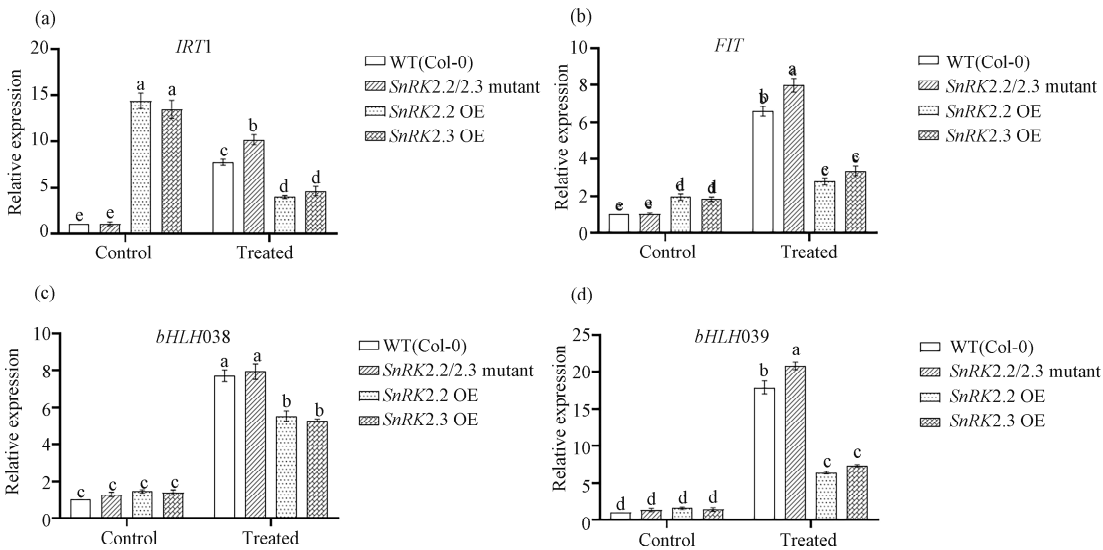 (a)
IRT1
20
15
10
5
0
Relative expression
e e a a c b d d
Control Treated
WT(Col-0)
SnRK2.2/2.3 mutant
SnRK2.2 OE
SnRK2.3 OE
(b)
FIT
10
8
6
4
2
0
Relative expression
e e d d b a c c
Control Treated
WT(Col-0)
SnRK2.2/2.3 mutant
SnRK2.2 OE
SnRK2.3 OE
(c)
bHLH038
10
8
6
4
2
0
Relative expression
c c c c a a b b
Control Treated
WT(Col-0)
SnRK2.2/2.3 mutant
SnRK2.2 OE
SnRK2.3 OE
(d)
bHLH039
25
20
15
10
5
0
Relative expression
d d d d b a c c
Control Treated
WT(Col-0)
SnRK2.2/2.3 mutant
SnRK2.2 OE
SnRK2.3 OE